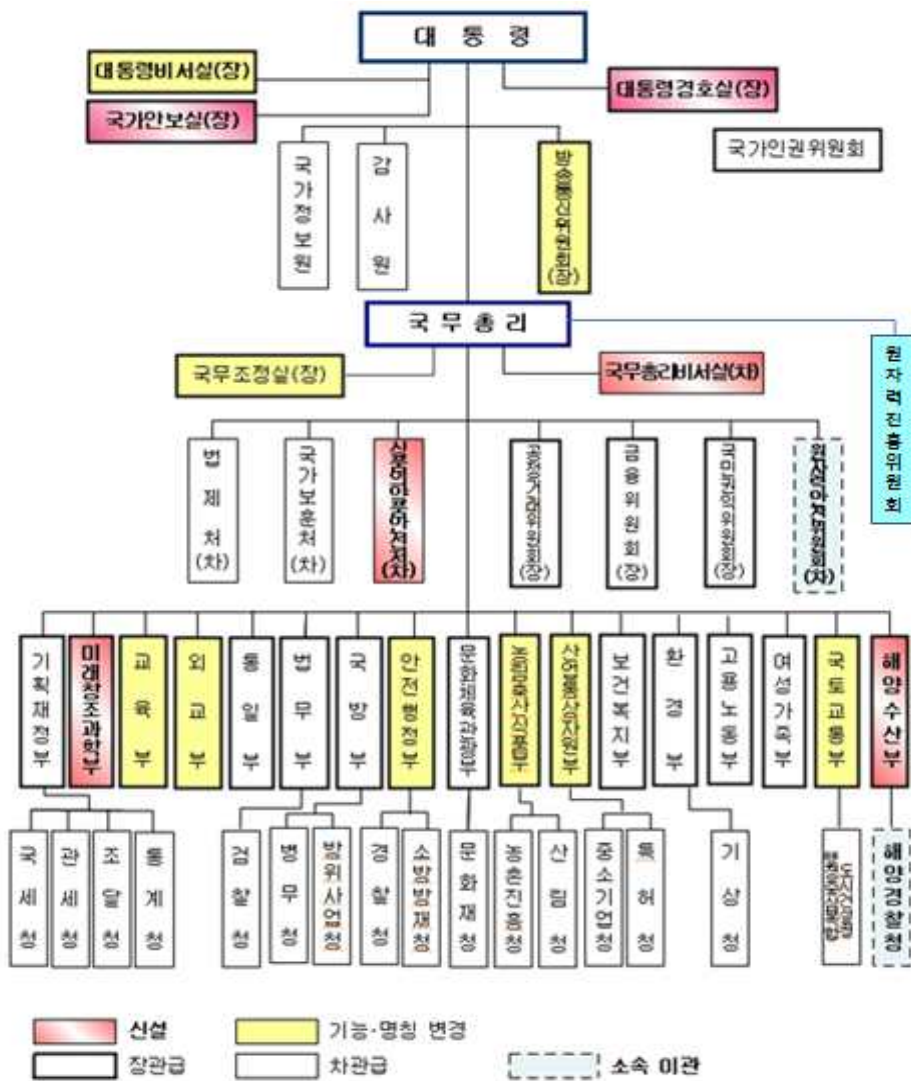 대 통 령
대통령비서실(장)
대통령경호실(장)
국가안보실(장)
국가인권위원회
국가정보원
감사원
방송통신위원회(장)
국 무 총 리
원자력진흥위원회
국무조정실(장)
국무총리비서실(차)
법제처(차)
국가보훈처(차)
식품의약품안전처(차)
공정거래위원회(장)
금융위원회(장)
국민권익위원회(장)
원자력안전위원회(차)
기획재정부
미래창조과학부
교육부
외교부
통일부
법무부
국방부
안전행정부
문화체육관광부
농림축산식품부
산업통상자원부
보건복지부
환경부
고용노동부
여성가족부
국토교통부
해양수산부
국세청
관세청
조달청
통계청
검찰청
병무청
방위사업청
경찰청
소방방재청
문화재청
농촌진흥청
산림청
중소기업청
특허청
기상청
해양경찰청
신설
기능·명칭 변경
장관급
차관급
소속 이관